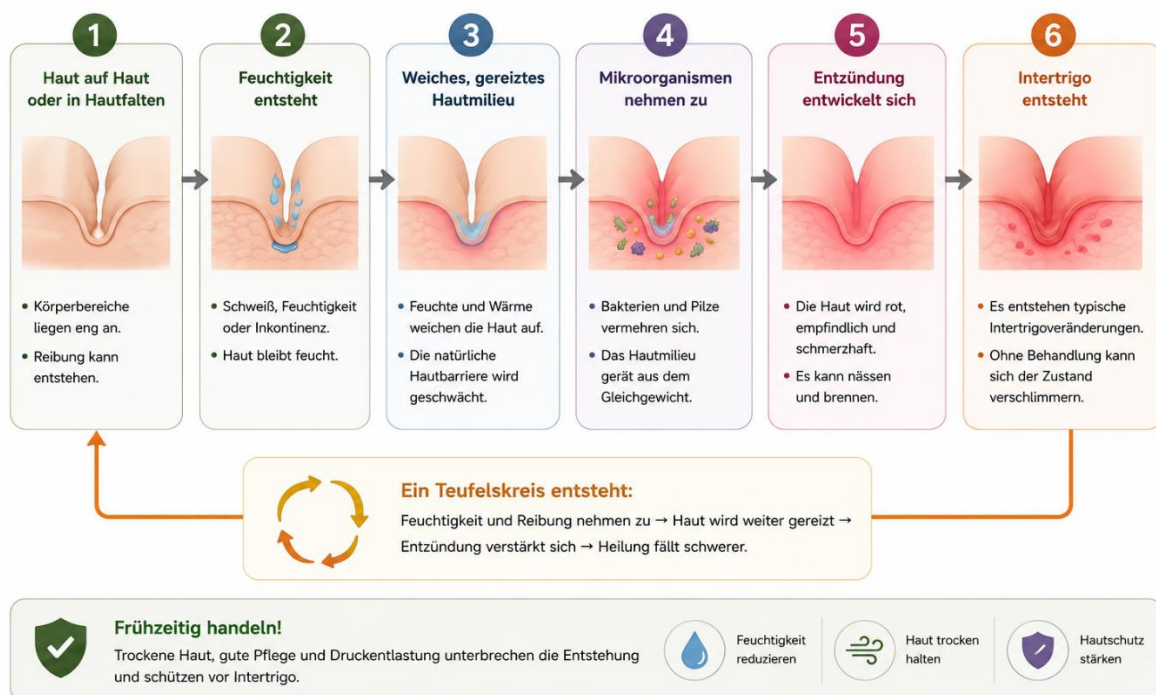 1
Haut auf Haut
oder in Hautfalten
• Körperbereiche
liegen eng an.
• Reibung kann
entstehen.
2
Feuchtigkeit
entsteht
• Schweiß, Feuchtigkeit
oder Inkontinenz.
• Haut bleibt feucht.
3
Weiches, gereiztes
Hautmilieu
• Feuchte und Wärme
weichen die Haut auf.
• Die natürliche
Hautbarriere wird
geschwächt.
4
Mikroorganismen
nehmen zu
• Bakterien und Pilze
vermehren sich.
• Das Hautmilieu
gerät aus dem
Gleichgewicht.
5
Entzündung
entwickelt sich
• Die Haut wird rot,
empfindlich und
schmerzhaft.
• Es kann nässen
und brennen.
6
Intertrigo
entsteht
• Es entstehen typische
Intertrigoveränderungen.
• Ohne Behandlung kann
sich der Zustand
verschlimmern.
Ein Teufelskreis entsteht:
Feuchtigkeit und Reibung nehmen zu → Haut wird weiter gereizt →
Entzündung verstärkt sich → Heilung fällt schwerer.
Frühzeitig handeln!
Trockene Haut, gute Pflege und Druckentlastung unterbrechen die Entstehung
und schützen vor Intertrigo.
Feuchtigkeit
reduzieren
Haut trocken
halten
Hautschutz
stärken